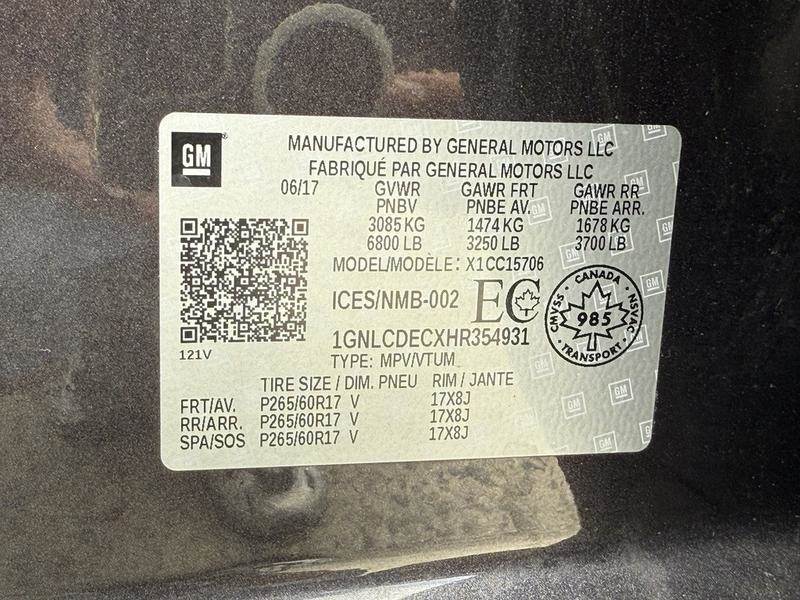 GM
MANUFACTURED BY GENERAL MOTORS LLC
FABRIQUÉ PAR GENERAL MOTORS LLC
06/17 GVWR GAWR FRT GAWR RR
PNBV PNBE AV. PNBE ARR.
3085 KG 1474 KG 1678 KG
6800 LB 3250 LB 3700 LB
MODEL/MODÈLE: X1CC15706
ICES/NMB-002 EC
CANADA
CMVSS 985 NSVAC
TRANSPORT
1GNLCDECXHR354931
121V
TYPE: MPV/VTUM
TIRE SIZE / DIM. PNEU RIM / JANTE
FRT/AV. P265/60R17 V 17X8J
RR/ARR. P265/60R17 V 17X8J
SPA/SOS P265/60R17 V 17X8J